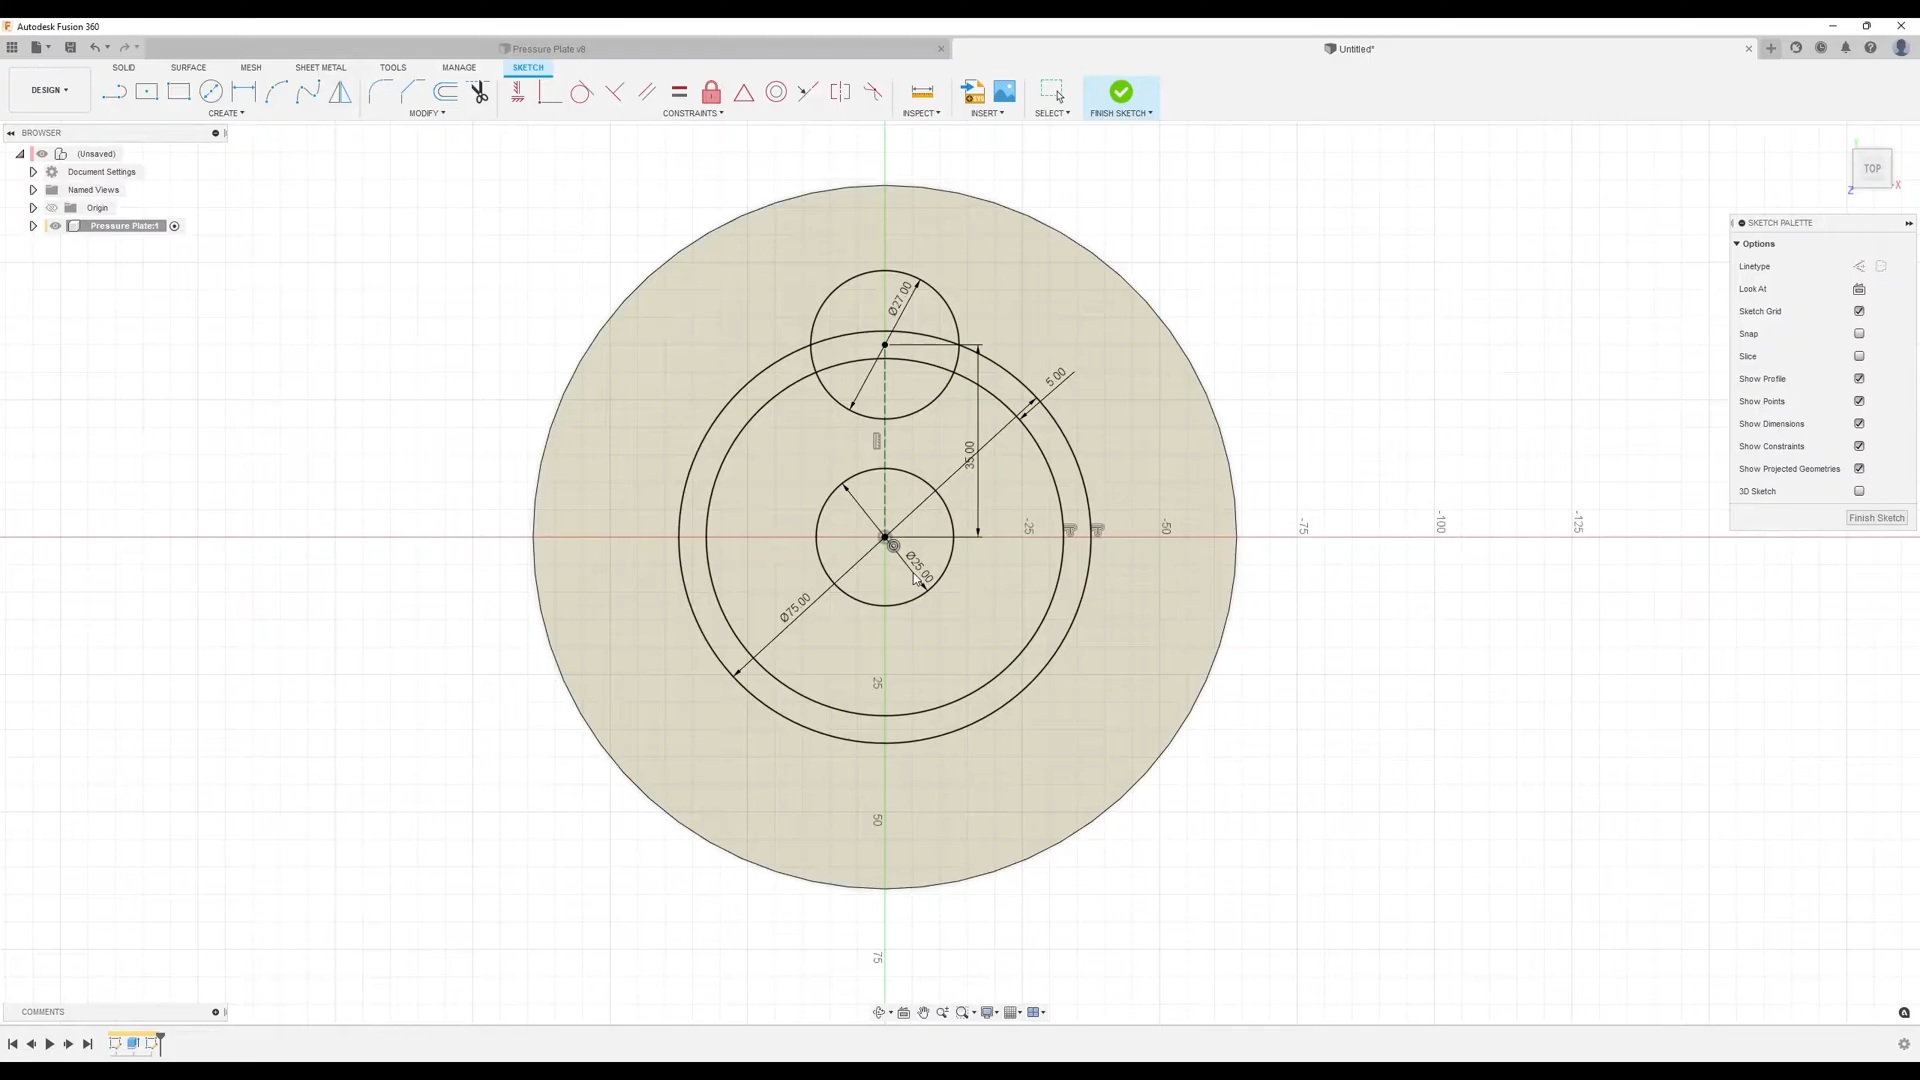 Autodesk Fusion 360
Pressure Plate v8
Untitled*
SOLID SURFACE MESH SHEET METAL TOOLS MANAGE SKETCH
DESIGN
CREATE MODIFY CONSTRAINTS INSPECT INSERT SELECT FINISH SKETCH
BROWSER
(Unsaved)
Document Settings
Named Views
Origin
Pressure Plate:1
TOP
X
Z
SKETCH PALETTE
Options
Linetype
Look At
Sketch Grid
Snap
Slice
Show Profile
Show Points
Show Dimensions
Show Constraints
Show Projected Geometries
3D Sketch
Finish Sketch
Ø27.00
5.00
35.00
Ø25.00
Ø75.00
-25
-50
-75
-100
-125
25
50
75
COMMENTS